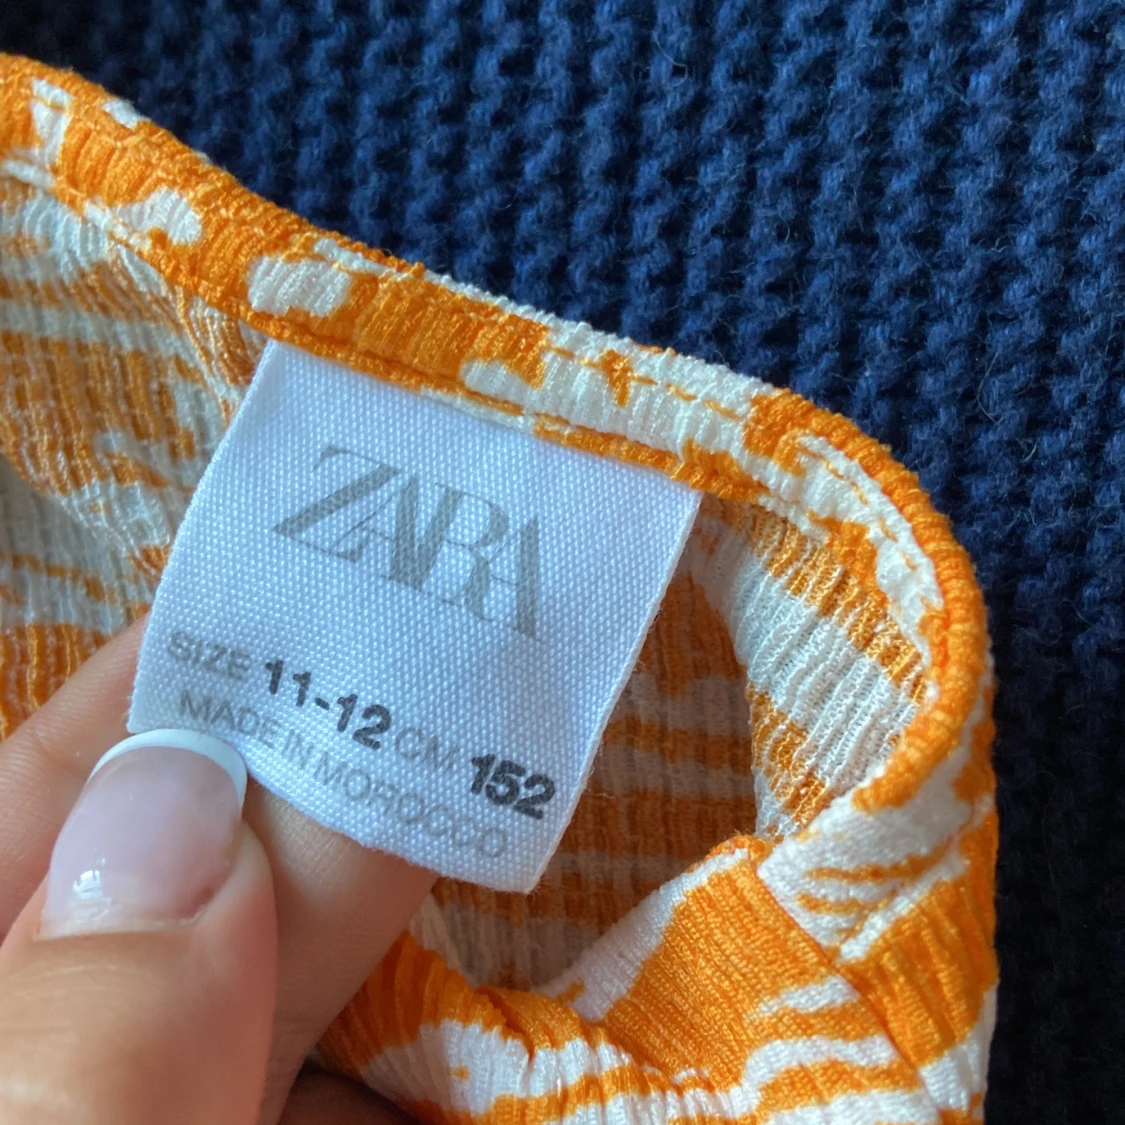 ZARA
SIZE 11-12 CM 152
MADE IN MOROCCO